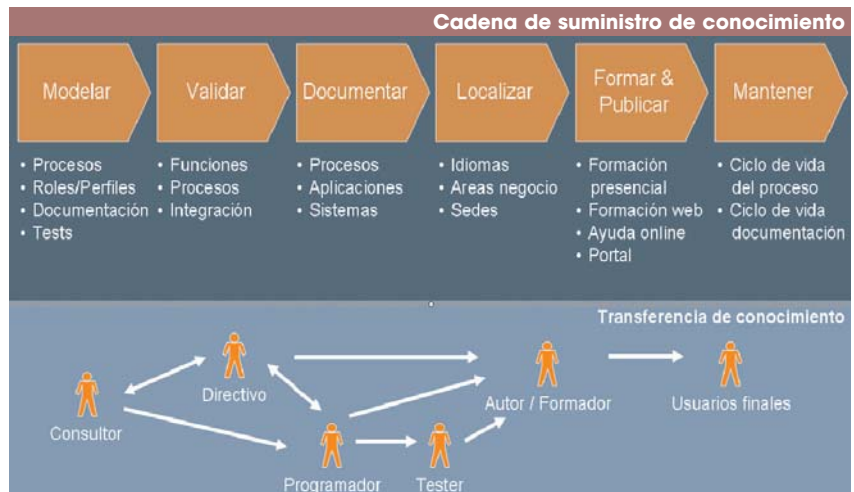 Cadena de suministro de conocimiento
Modelar
Validar
Documentar
Localizar
Formar &
Publicar
Mantener
• Procesos
• Roles/Perfiles
• Documentación
• Tests
• Funciones
• Procesos
• Integración
• Procesos
• Aplicaciones
• Sistemas
• Idiomas
• Areas negocio
• Sedes
• Formación
presencial
• Formación web
• Ayuda online
• Portal
• Ciclo de vida
del proceso
• Ciclo de vida
documentación
Transferencia de conocimiento
Consultor
Directivo
Programador
Tester
Autor / Formador
Usuarios finales